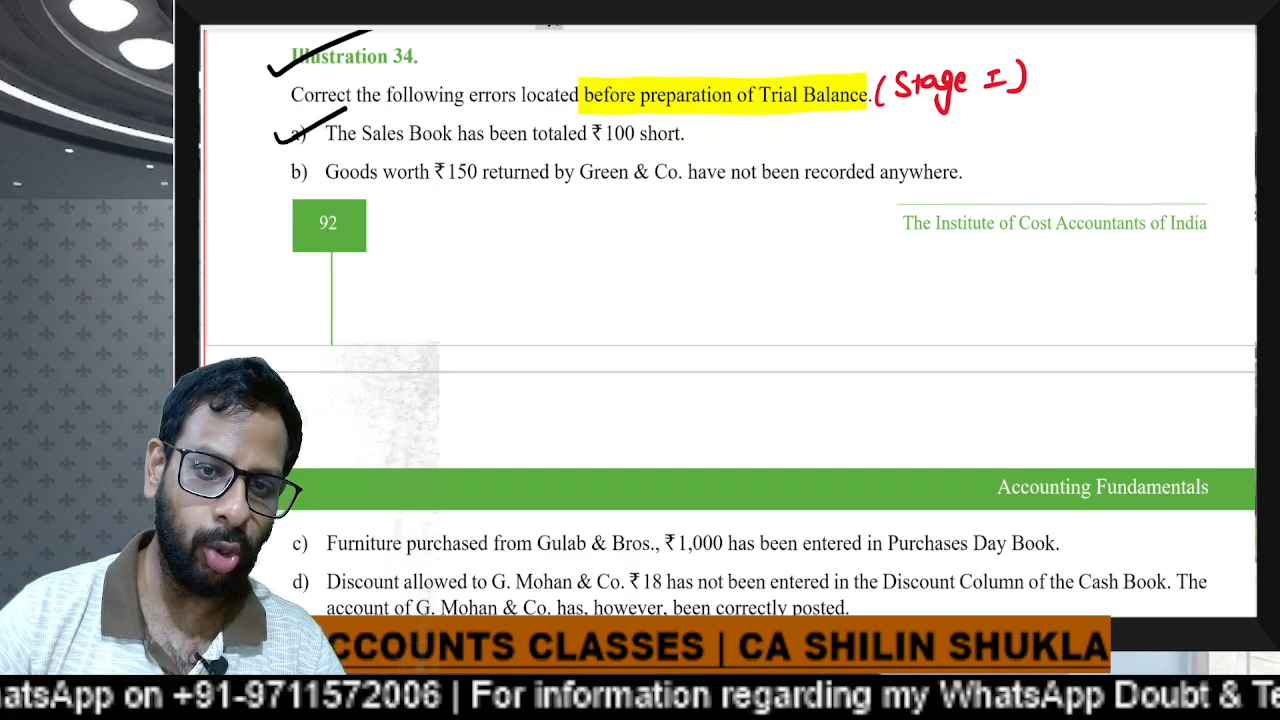 Illustration 34.
Correct the following errors located before preparation of Trial Balance. (Stage I)
a) The Sales Book has been totaled ₹100 short.
b) Goods worth ₹150 returned by Green & Co. have not been recorded anywhere.
92
The Institute of Cost Accountants of India
Accounting Fundamentals
c) Furniture purchased from Gulab & Bros., ₹1,000 has been entered in Purchases Day Book.
d) Discount allowed to G. Mohan & Co. ₹18 has not been entered in the Discount Column of the Cash Book. The
account of G. Mohan & Co. has, however, been correctly posted.
CCOUNTS CLASSES | CA SHILIN SHUKLA
hatsApp on +91-9711572006 | For information regarding my WhatsApp Doubt & Te